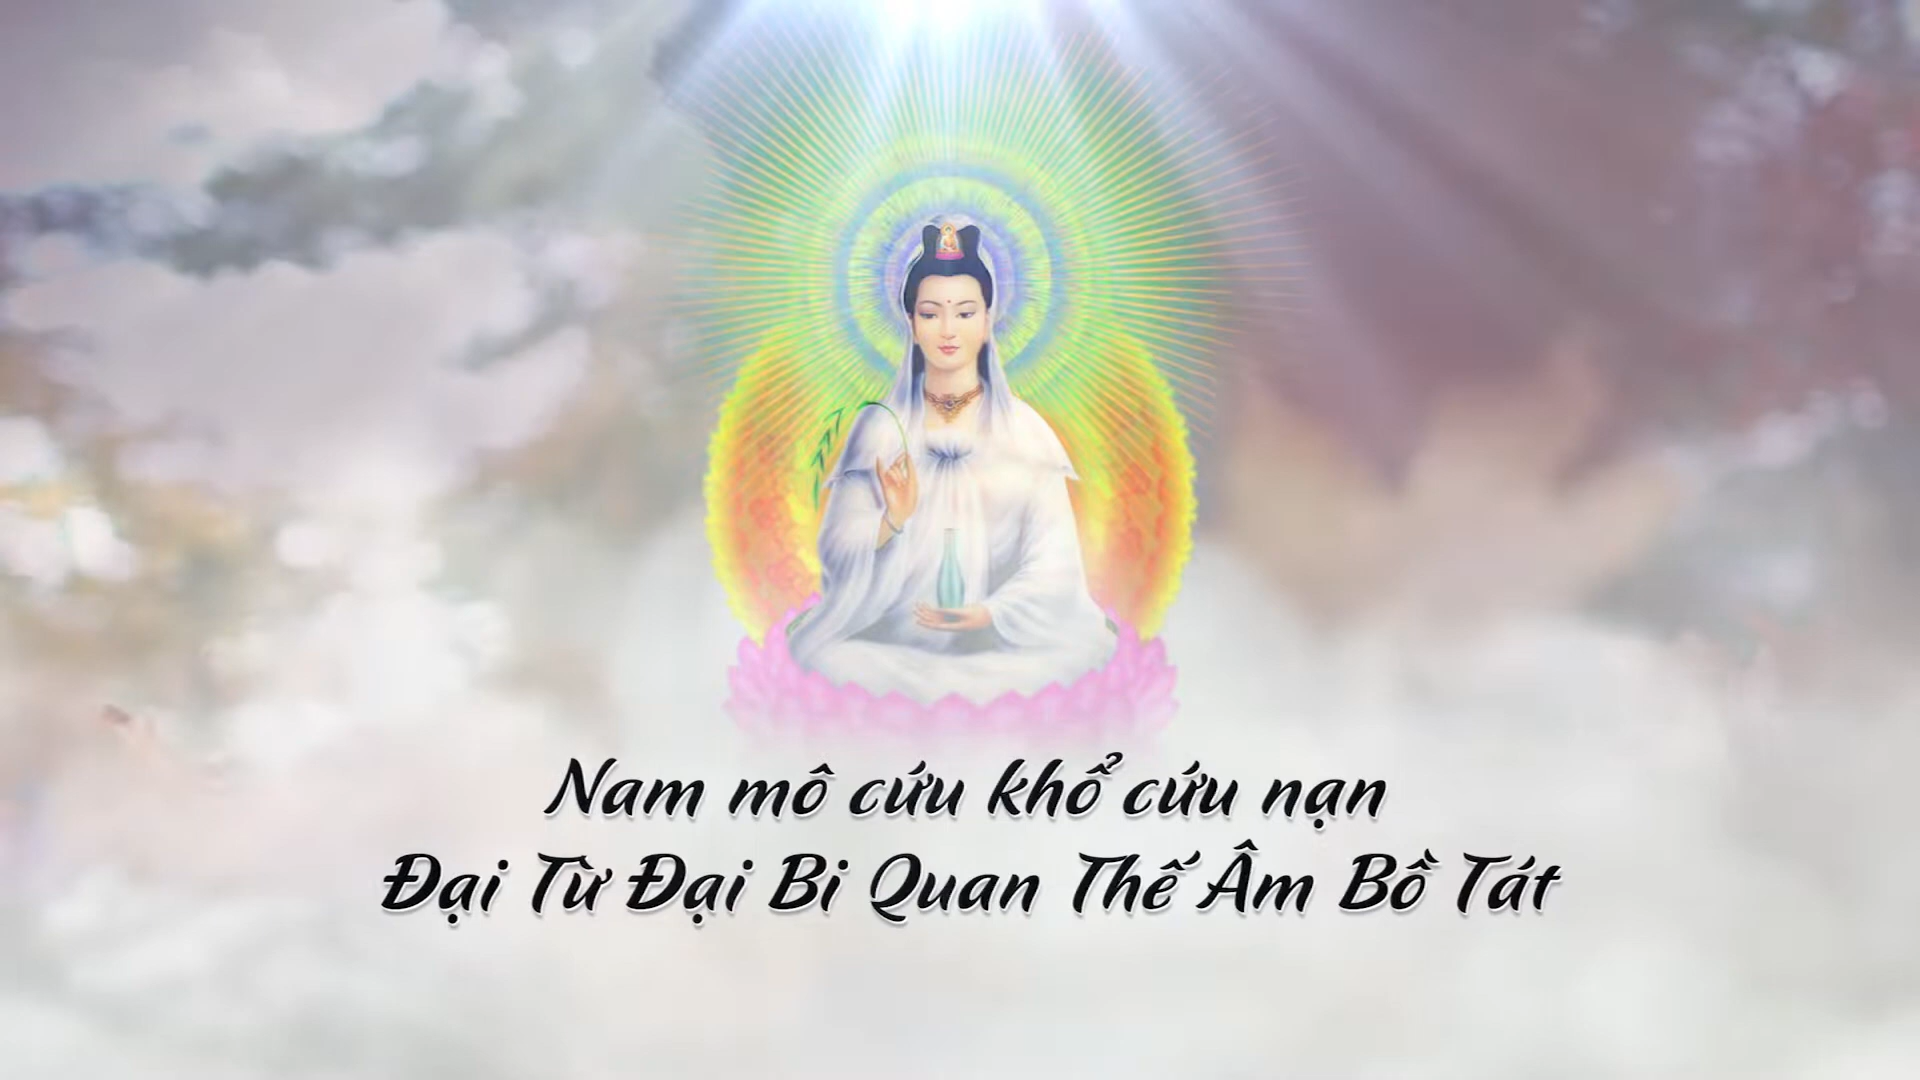 Nam mô cứu khổ cứu nạn
Đại Từ Đại Bi Quan Thế Âm Bồ Tát